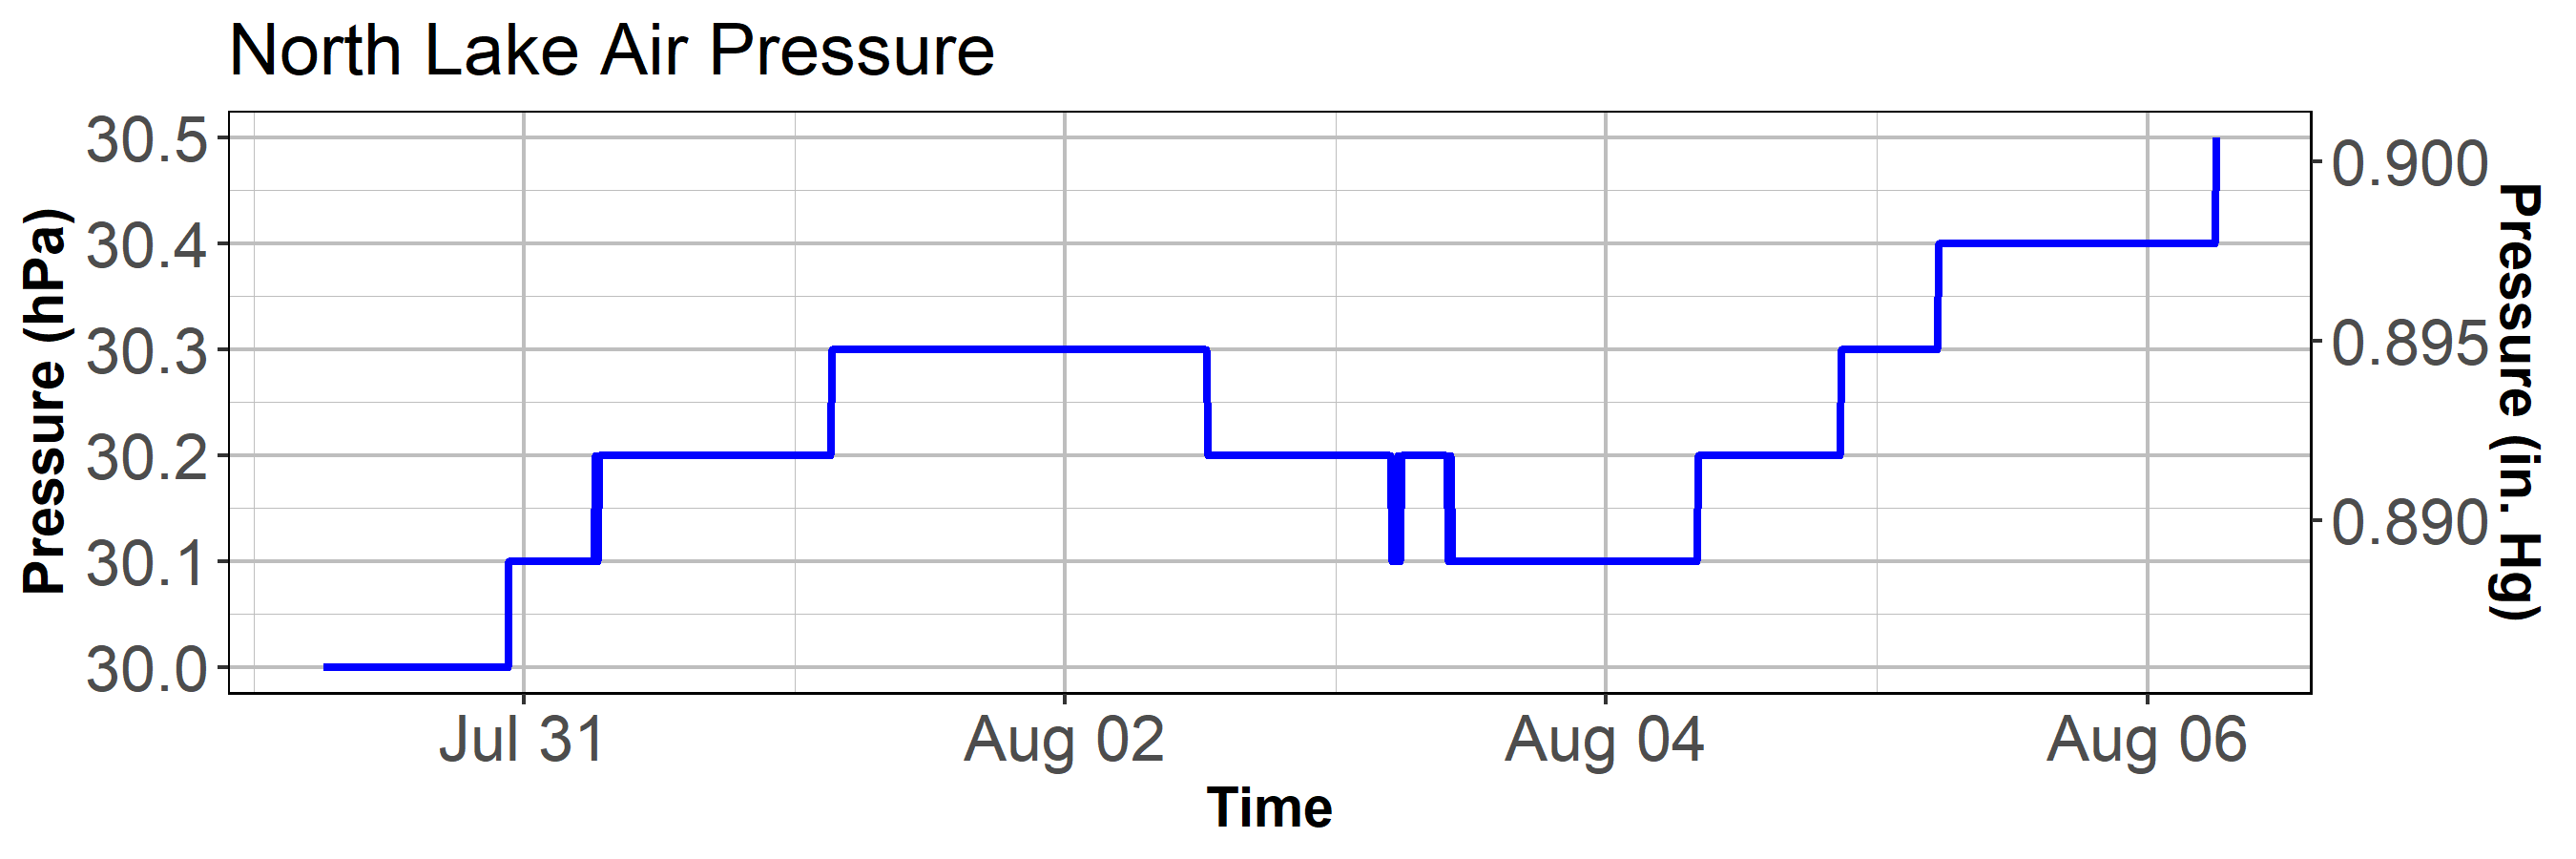 North Lake Air Pressure
30.5
30.4
30.3
30.2
30.1
30.0
Pressure (hPa)
0.900
0.895
0.890
Pressure (in. Hg)
Jul 31
Aug 02
Aug 04
Aug 06
Time